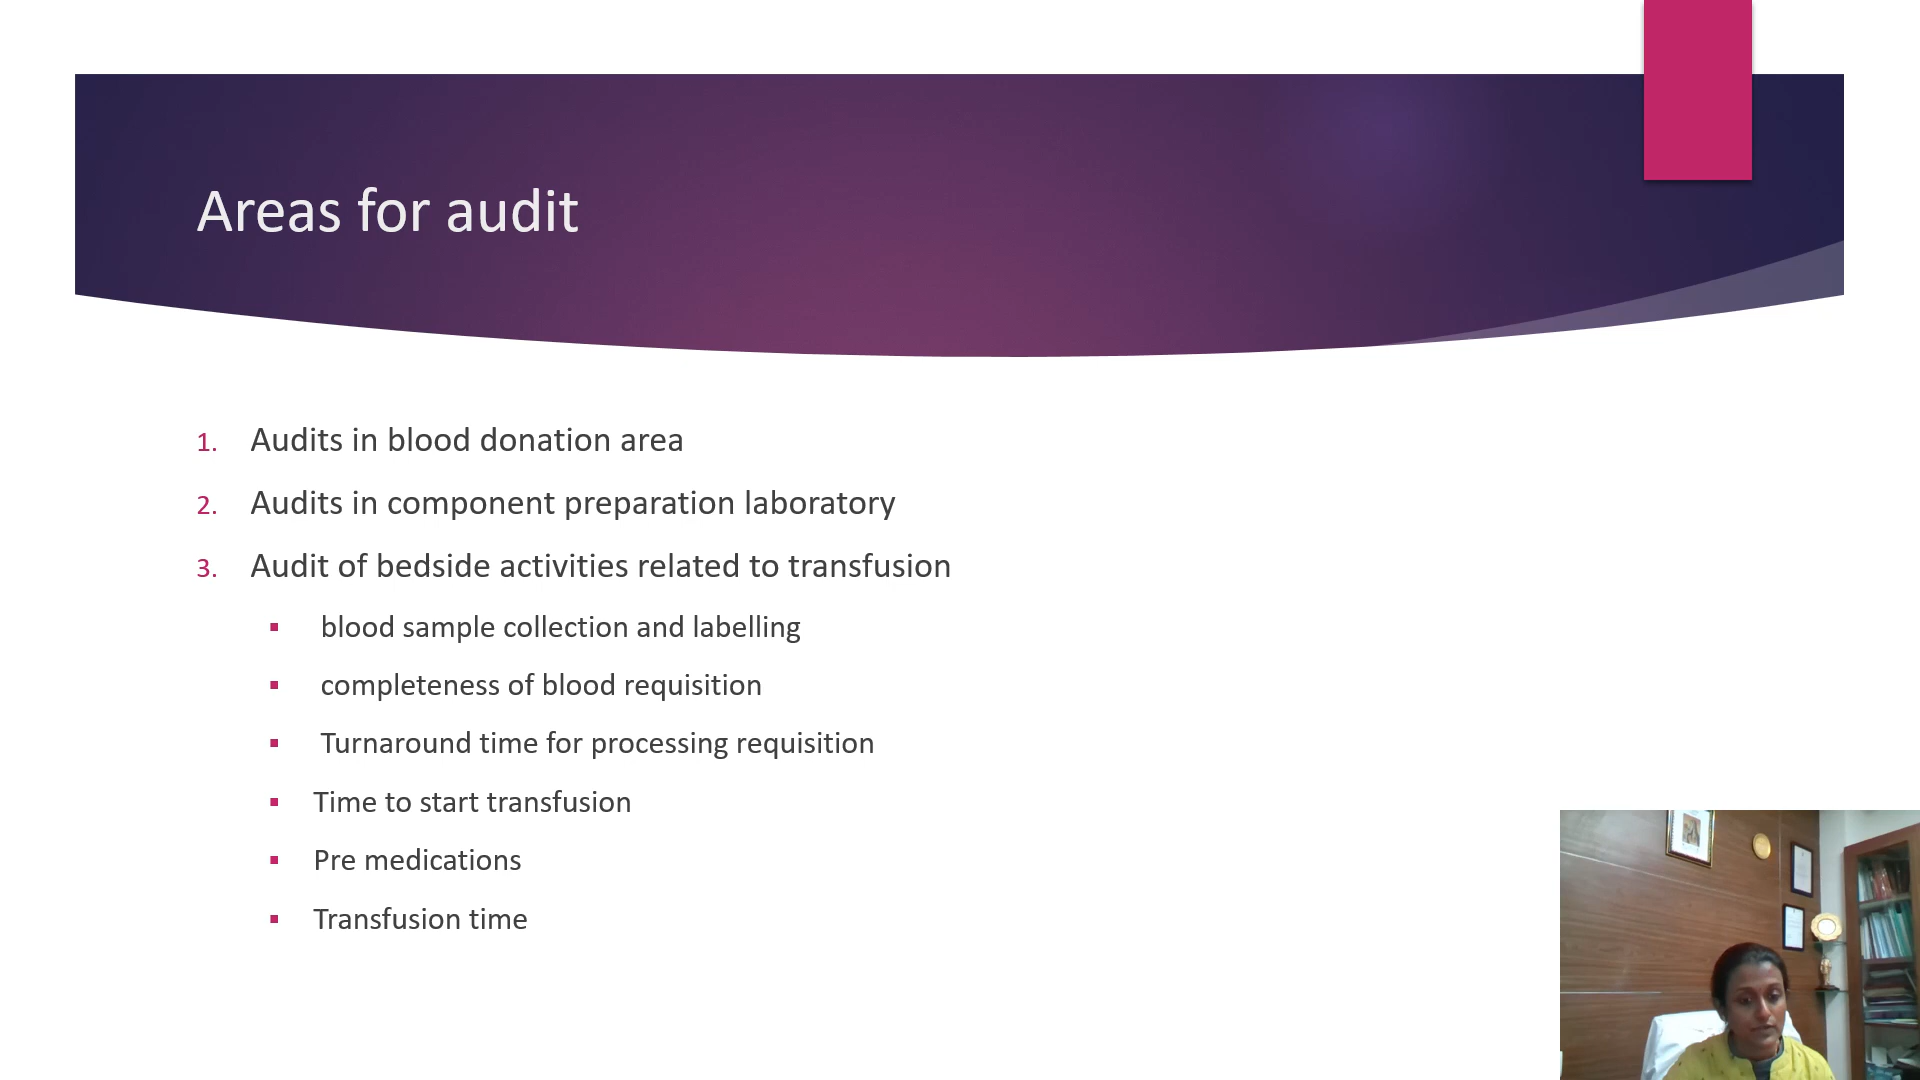 Areas for audit
1. Audits in blood donation area
2. Audits in component preparation laboratory
3. Audit of bedside activities related to transfusion
▪ blood sample collection and labelling
▪ completeness of blood requisition
▪ Turnaround time for processing requisition
▪ Time to start transfusion
▪ Pre medications
▪ Transfusion time